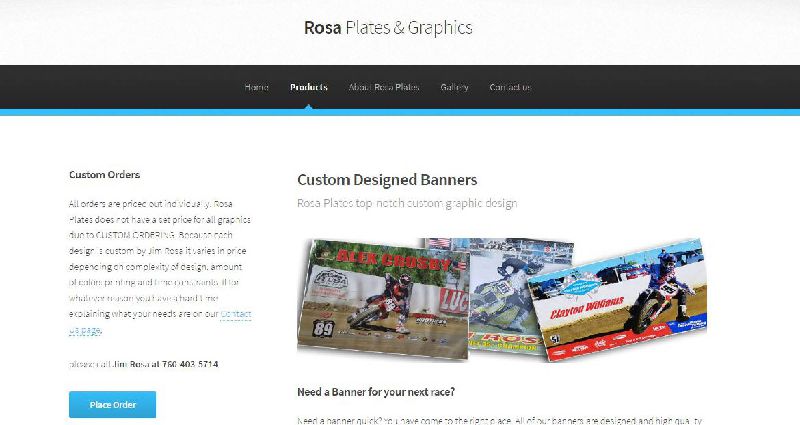 Rosa Plates & Graphics
Home Products About Rosa Plates Gallery Contact us
Custom Orders
All orders are priced out individually. Rosa
Plates does not have a set price for all graphics
due to CUSTOM ORDERING. Because each
design is custom by Jim Rosa it varies in price
depending on complexity of design, amount
of colors printing and time constraints. If for
whatever reason you have a hard time
explaining what your needs are on our Contact
us page,
please call Jim Rosa at 760-403-5714
Place Order
Custom Designed Banners
Rosa Plates top-notch custom graphic design
ALEX CROSBY
89
LUC
Clayton Williams
Need a Banner for your next race?
Need a banner quick? You have come to the right place. All of our banners are designed and high quality